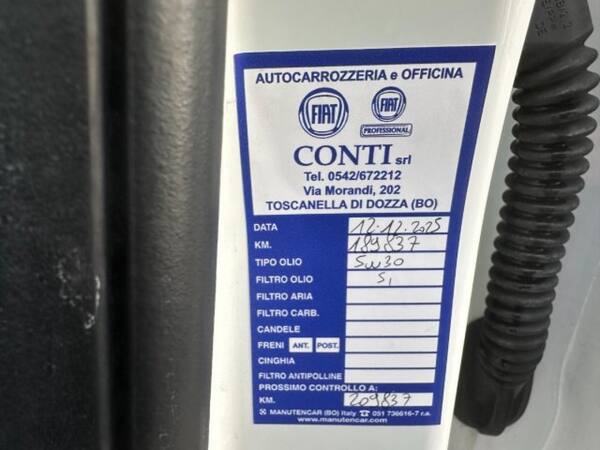 AUTOCARROZZERIA e OFFICINA
FIAT FIAT
PROFESSIONAL
CONTI srl
Tel. 0542/672212
Via Morandi, 202
TOSCANELLA DI DOZZA (BO)
DATA 12.12.2025
KM. 189837
TIPO OLIO 5W30
FILTRO OLIO SI
FILTRO ARIA
FILTRO CARB.
CANDELE
FRENI ANT. POST.
CINGHIA
FILTRO ANTIPOLLINE
PROSSIMO CONTROLLO A:
KM. 209837
MANUTENCAR (BO) Italy ☎ 051 736616-7 r.a.
www.manutencar.com